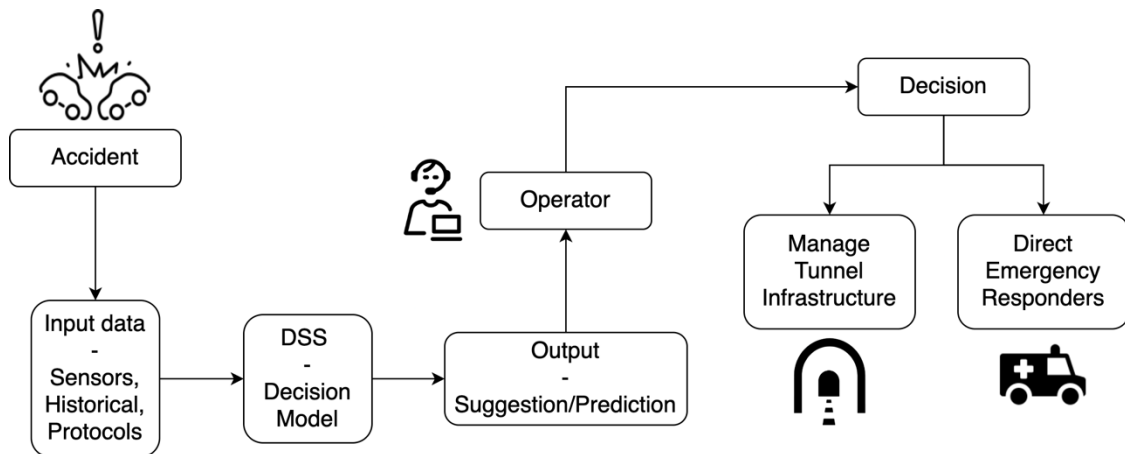 Accident
Input data
-
Sensors,
Historical,
Protocols
DSS
-
Decision
Model
Output
-
Suggestion/Prediction
Operator
Decision
Manage
Tunnel
Infrastructure
Direct
Emergency
Responders